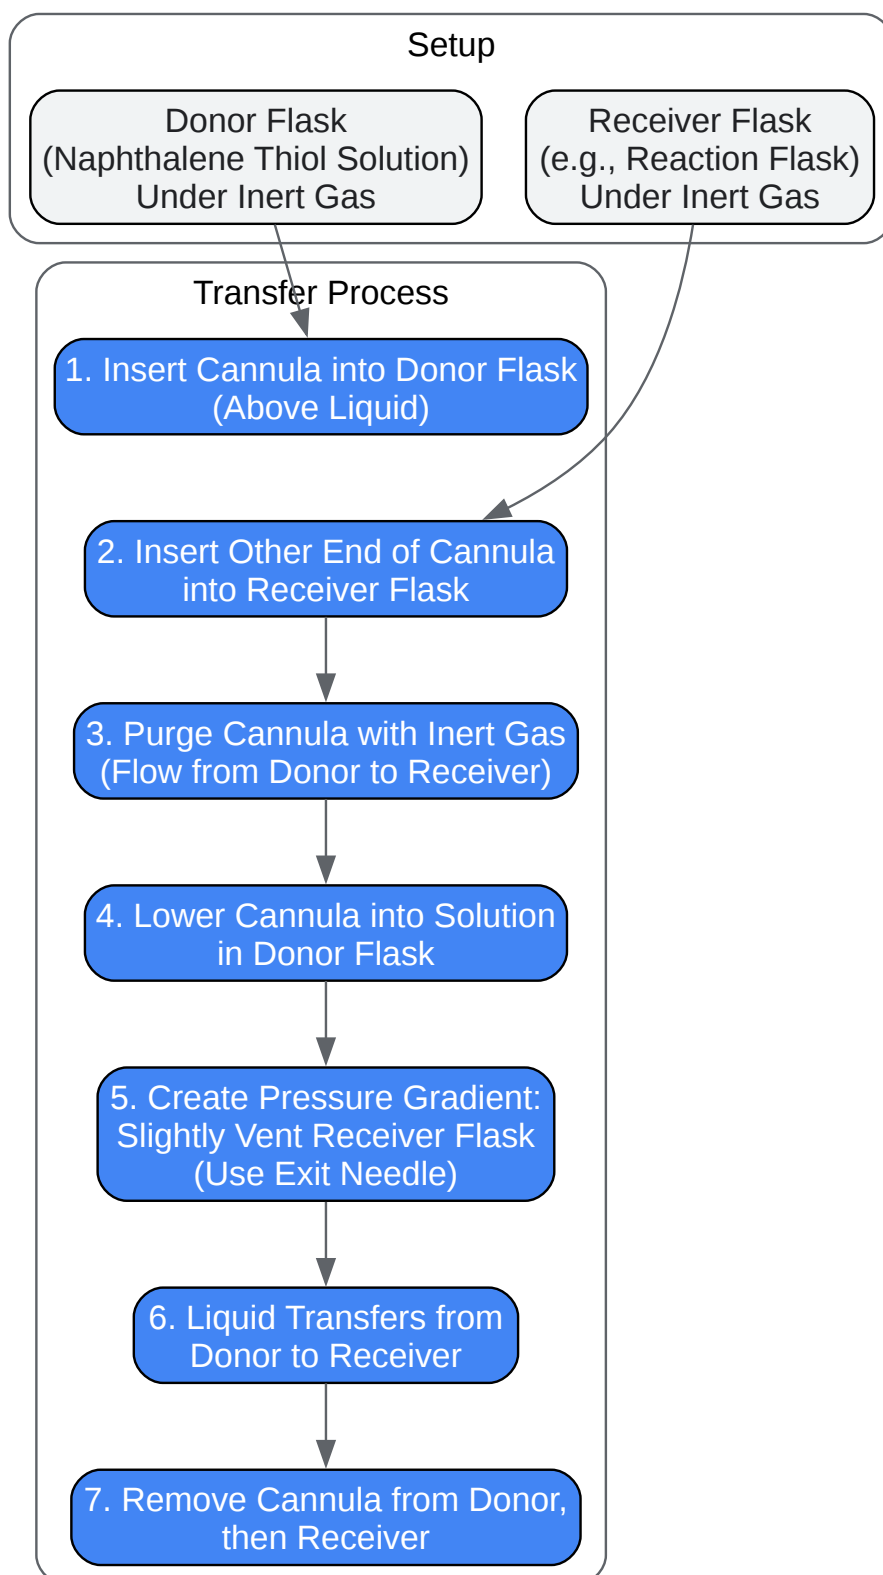 Setup
Donor Flask
(Naphthalene Thiol Solution)
Under Inert Gas
Receiver Flask
(e.g., Reaction Flask)
Under Inert Gas
Transfer Process
1. Insert Cannula into Donor Flask
(Above Liquid)
2. Insert Other End of Cannula
into Receiver Flask
3. Purge Cannula with Inert Gas
(Flow from Donor to Receiver)
4. Lower Cannula into Solution
in Donor Flask
5. Create Pressure Gradient:
Slightly Vent Receiver Flask
(Use Exit Needle)
6. Liquid Transfers from
Donor to Receiver
7. Remove Cannula from Donor,
then Receiver